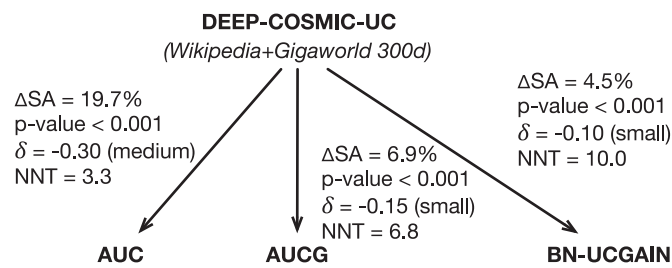 DEEP-COSMIC-UC
(Wikipedia+Gigaworld 300d)
ΔSA = 19.7%
p-value < 0.001
δ = -0.30 (medium)
NNT = 3.3
ΔSA = 6.9%
p-value < 0.001
δ = -0.15 (small)
NNT = 6.8
ΔSA = 4.5%
p-value < 0.001
δ = -0.10 (small)
NNT = 10.0
AUC
AUCG
BN-UCGAIN